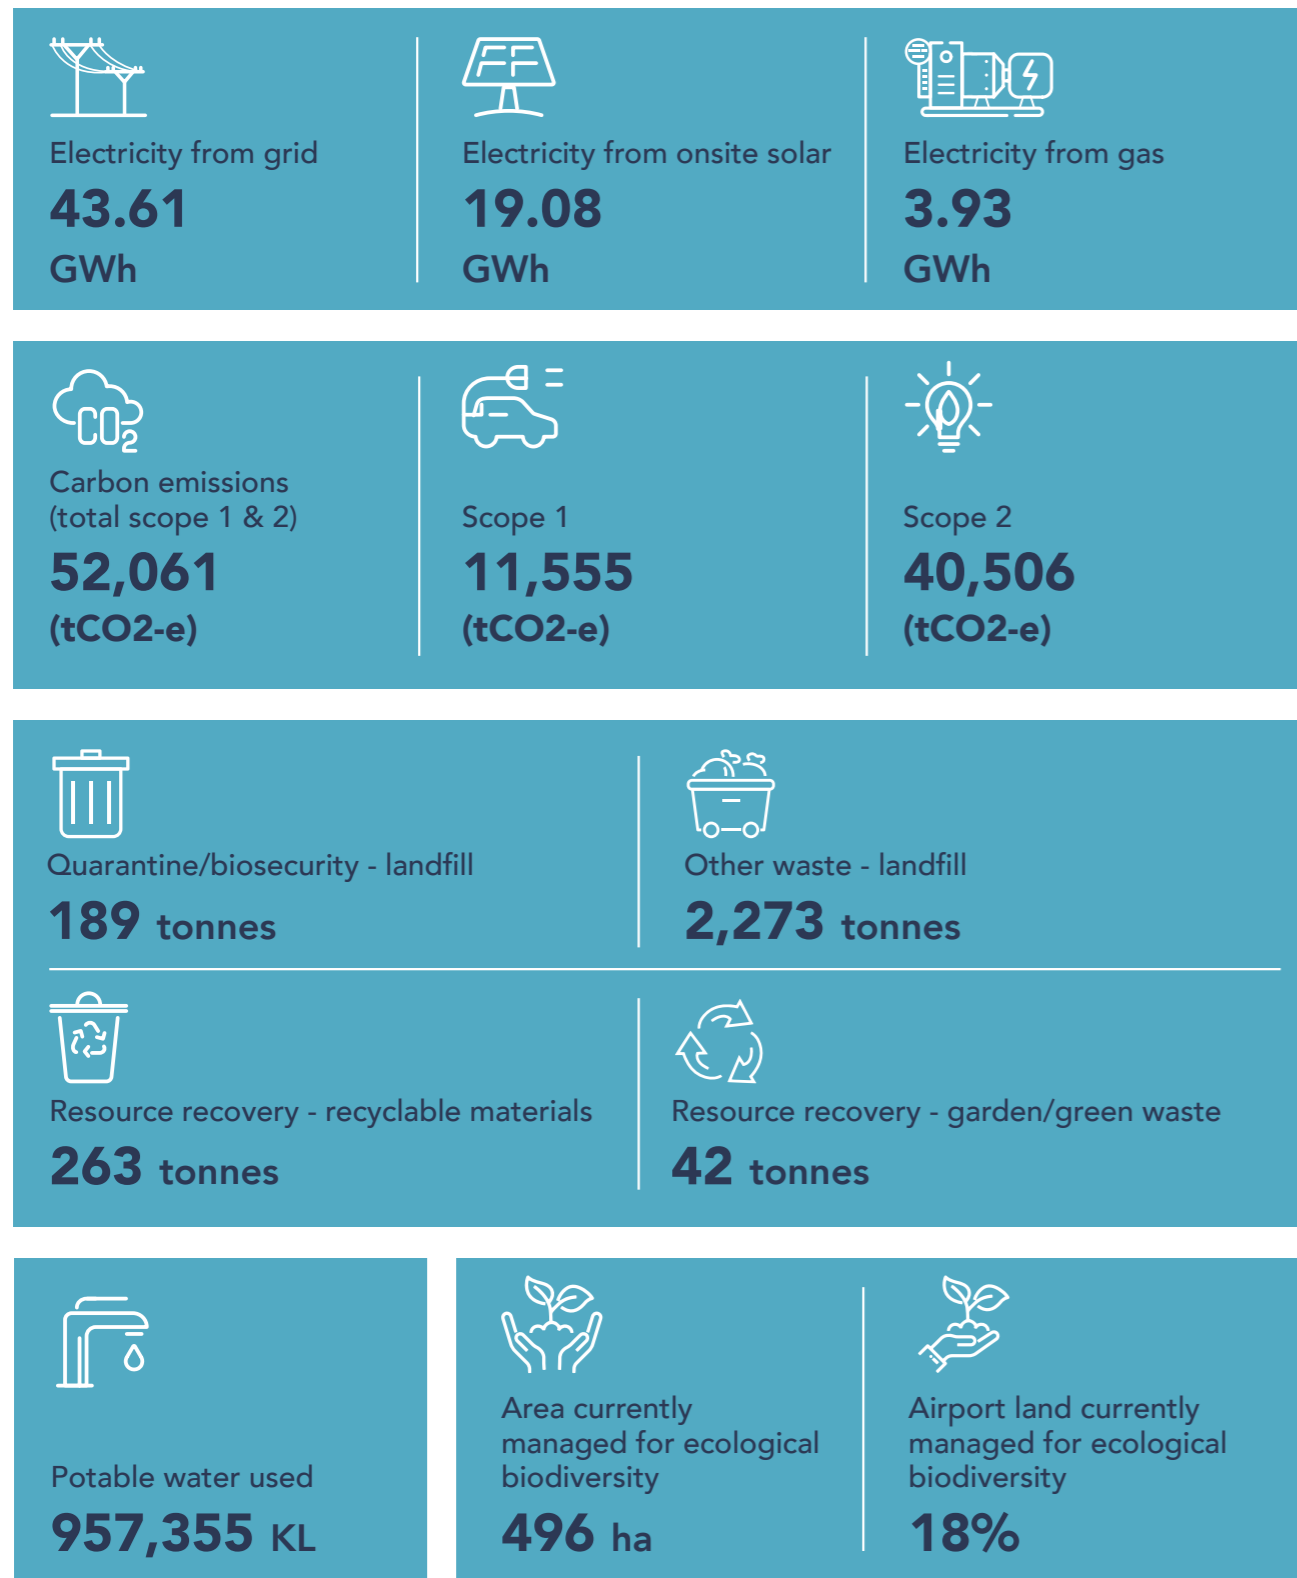 Electricity from grid
43.61
GWh
Electricity from onsite solar
19.08
GWh
Electricity from gas
3.93
GWh
CO2
Carbon emissions
(total scope 1 & 2)
52,061
(tCO2-e)
Scope 1
11,555
(tCO2-e)
Scope 2
40,506
(tCO2-e)
Quarantine/biosecurity - landfill
189 tonnes
Other waste - landfill
2,273 tonnes
Resource recovery - recyclable materials
263 tonnes
Resource recovery - garden/green waste
42 tonnes
Potable water used
957,355 KL
Area currently
managed for ecological
biodiversity
496 ha
Airport land currently
managed for ecological
biodiversity
18%